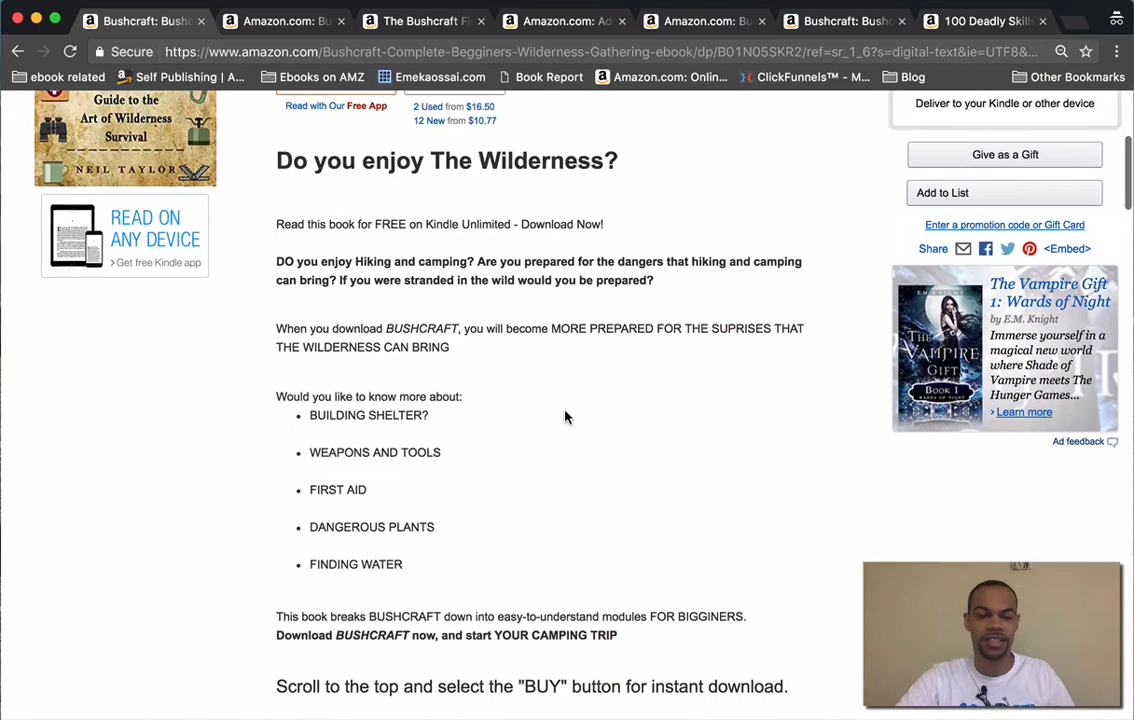 Bushcraft: Bushc
Amazon.com: Bu
The Bushcraft Fi
Amazon.com: Ad
Amazon.com: Bu
Bushcraft: Bushc
100 Deadly Skills
Secure
https://www.amazon.com/Bushcraft-Complete-Begginers-Wilderness-Gathering-ebook/dp/B01N05SKR2/ref=sr_1_6?s=digital-text&ie=UTF8&...
ebook related
Self Publishing | A...
Ebooks on AMZ
Emekaossai.com
Book Report
Amazon.com: Onlin...
ClickFunnels™ – M...
Blog
Other Bookmarks
Guide to the
Art of Wilderness
Survival
NEIL TAYLOR
READ ON
ANY DEVICE
› Get free Kindle app
Read with Our Free App
2 Used from $16.50
12 New from $10.77
Do you enjoy The Wilderness?
Read this book for FREE on Kindle Unlimited - Download Now!
DO you enjoy Hiking and camping? Are you prepared for the dangers that hiking and camping
can bring? If you were stranded in the wild would you be prepared?
When you download BUSHCRAFT, you will become MORE PREPARED FOR THE SUPRISES THAT
THE WILDERNESS CAN BRING
Would you like to know more about:
• BUILDING SHELTER?
• WEAPONS AND TOOLS
• FIRST AID
• DANGEROUS PLANTS
• FINDING WATER
This book breaks BUSHCRAFT down into easy-to-understand modules FOR BIGGINERS.
Download BUSHCRAFT now, and start YOUR CAMPING TRIP
Scroll to the top and select the "BUY" button for instant download.
Deliver to your Kindle or other device
Give as a Gift
Add to List
Enter a promotion code or Gift Card
Share
<Embed>
E.M. KNIGHT
THE
VAMPIRE
GIFT
BOOK 1
WARDS OF NIGHT
The Vampire Gift
1: Wards of Night
by E.M. Knight
Immerse yourself in a
magical new world
where Shade of
Vampire meets The
Hunger Games...
› Learn more
Ad feedback